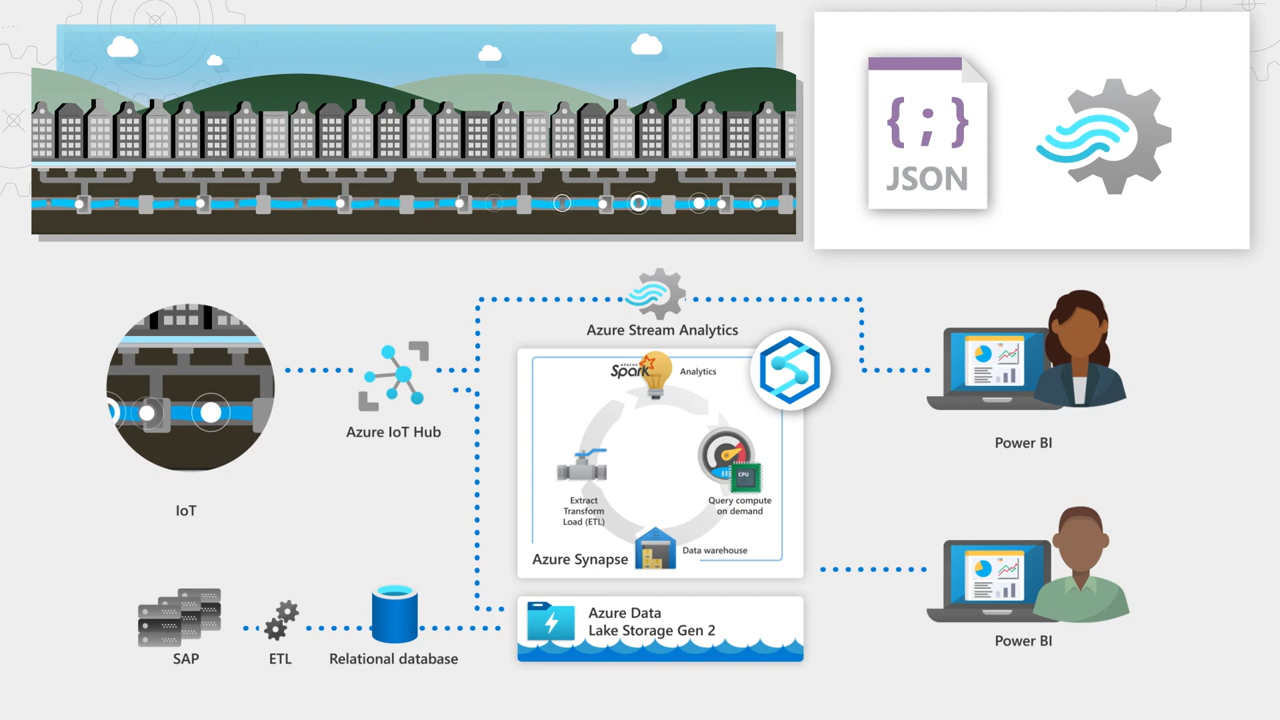 {;}
JSON
Azure Stream Analytics
APACHE
Spark
Analytics
Azure IoT Hub
Power BI
CPU
Extract
Transform
Load (ETL)
Query compute
on demand
IoT
Azure Synapse
Data warehouse
Azure Data
Lake Storage Gen 2
SAP
ETL
Relational database
Power BI